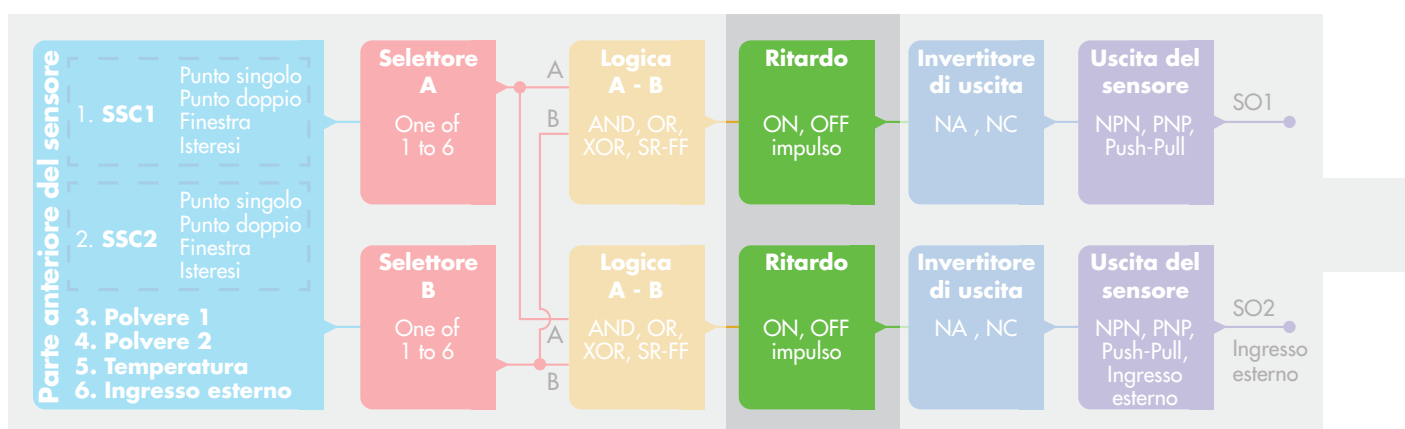 Parte anteriore del sensore
1. SSC1
Punto singolo
Punto doppio
Finestra
Isteresi
2. SSC2
Punto singolo
Punto doppio
Finestra
Isteresi
3. Polvere 1
4. Polvere 2
5. Temperatura
6. Ingresso esterno
Selettore
A
One of
1 to 6
Selettore
B
One of
1 to 6
A
B
A
B
Logica
A - B
AND, OR,
XOR, SR-FF
Logica
A - B
AND, OR,
XOR, SR-FF
Ritardo
ON, OFF
impulso
Ritardo
ON, OFF
impulso
Invertitore
di uscita
NA , NC
Invertitore
di uscita
NA , NC
Uscita del
sensore
NPN, PNP,
Push-Pull
Uscita del
sensore
NPN, PNP,
Push-Pull,
Ingresso
esterno
SO1
SO2
Ingresso
esterno